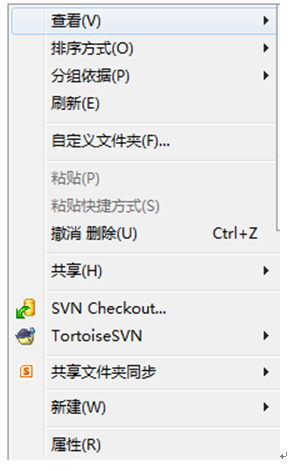 查看(V)
排序方式(O)
分组依据(P)
刷新(E)
自定义文件夹(F)...
粘贴(P)
粘贴快捷方式(S)
撤消 删除(U) Ctrl+Z
共享(H)
SVN Checkout...
TortoiseSVN
共享文件夹同步
新建(W)
属性(R)